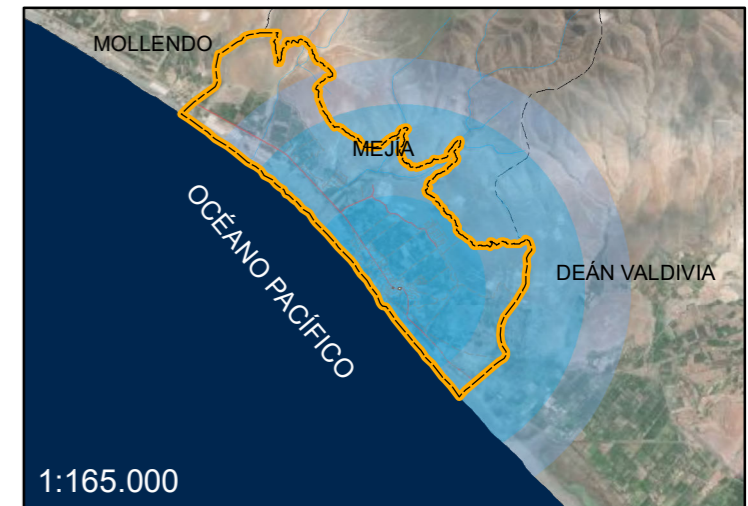 MOLLENDO
MEJÍA
DEÁN VALDIVIA
OCÉANO PACÍFICO
1:165.000